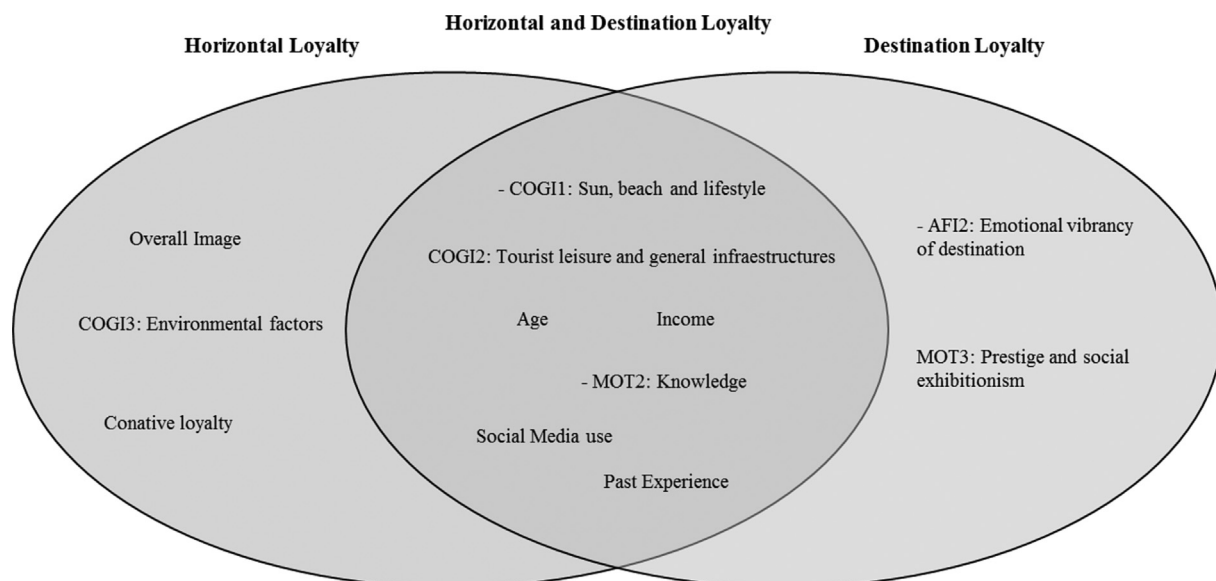 Horizontal and Destination Loyalty
Horizontal Loyalty
Destination Loyalty
Overall Image
COGI3: Environmental factors
Conative loyalty
- COGI1: Sun, beach and lifestyle
COGI2: Tourist leisure and general infraestructures
Age
Income
- MOT2: Knowledge
Social Media use
Past Experience
- AFI2: Emotional vibrancy
of destination
MOT3: Prestige and social
exhibitionism